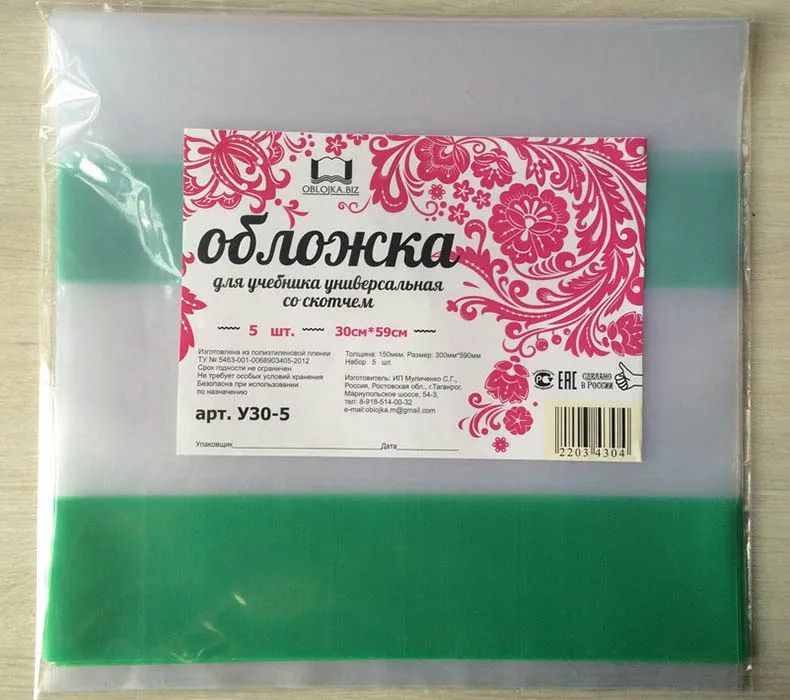 OBLOJKA.BIZ
обложка
для учебника универсальная
со скотчем
5 шт. 30см*59см
Изготовлена из полиэтиленовой пленки
ТУ № 5463-001-0068903405-2012
Срок годности не ограничен
Не требует особых условий хранения
Безопасна при использовании
по назначению
Толщина: 150мкм. Размер: 300мм*590мм
Набор 5 шт.
Изготовитель: ИП Муличенко С.Г.,
Россия, Ростовская обл., г.Таганрог,
Мариупольское шоссе, 54-3,
тел: 8-918-514-00-32
e-mail:oblojka.m@gmail.com
арт. У30-5
РС ЕАС СДЕЛАНО
В РОССИИ
Упаковщик Дата
2203 4304